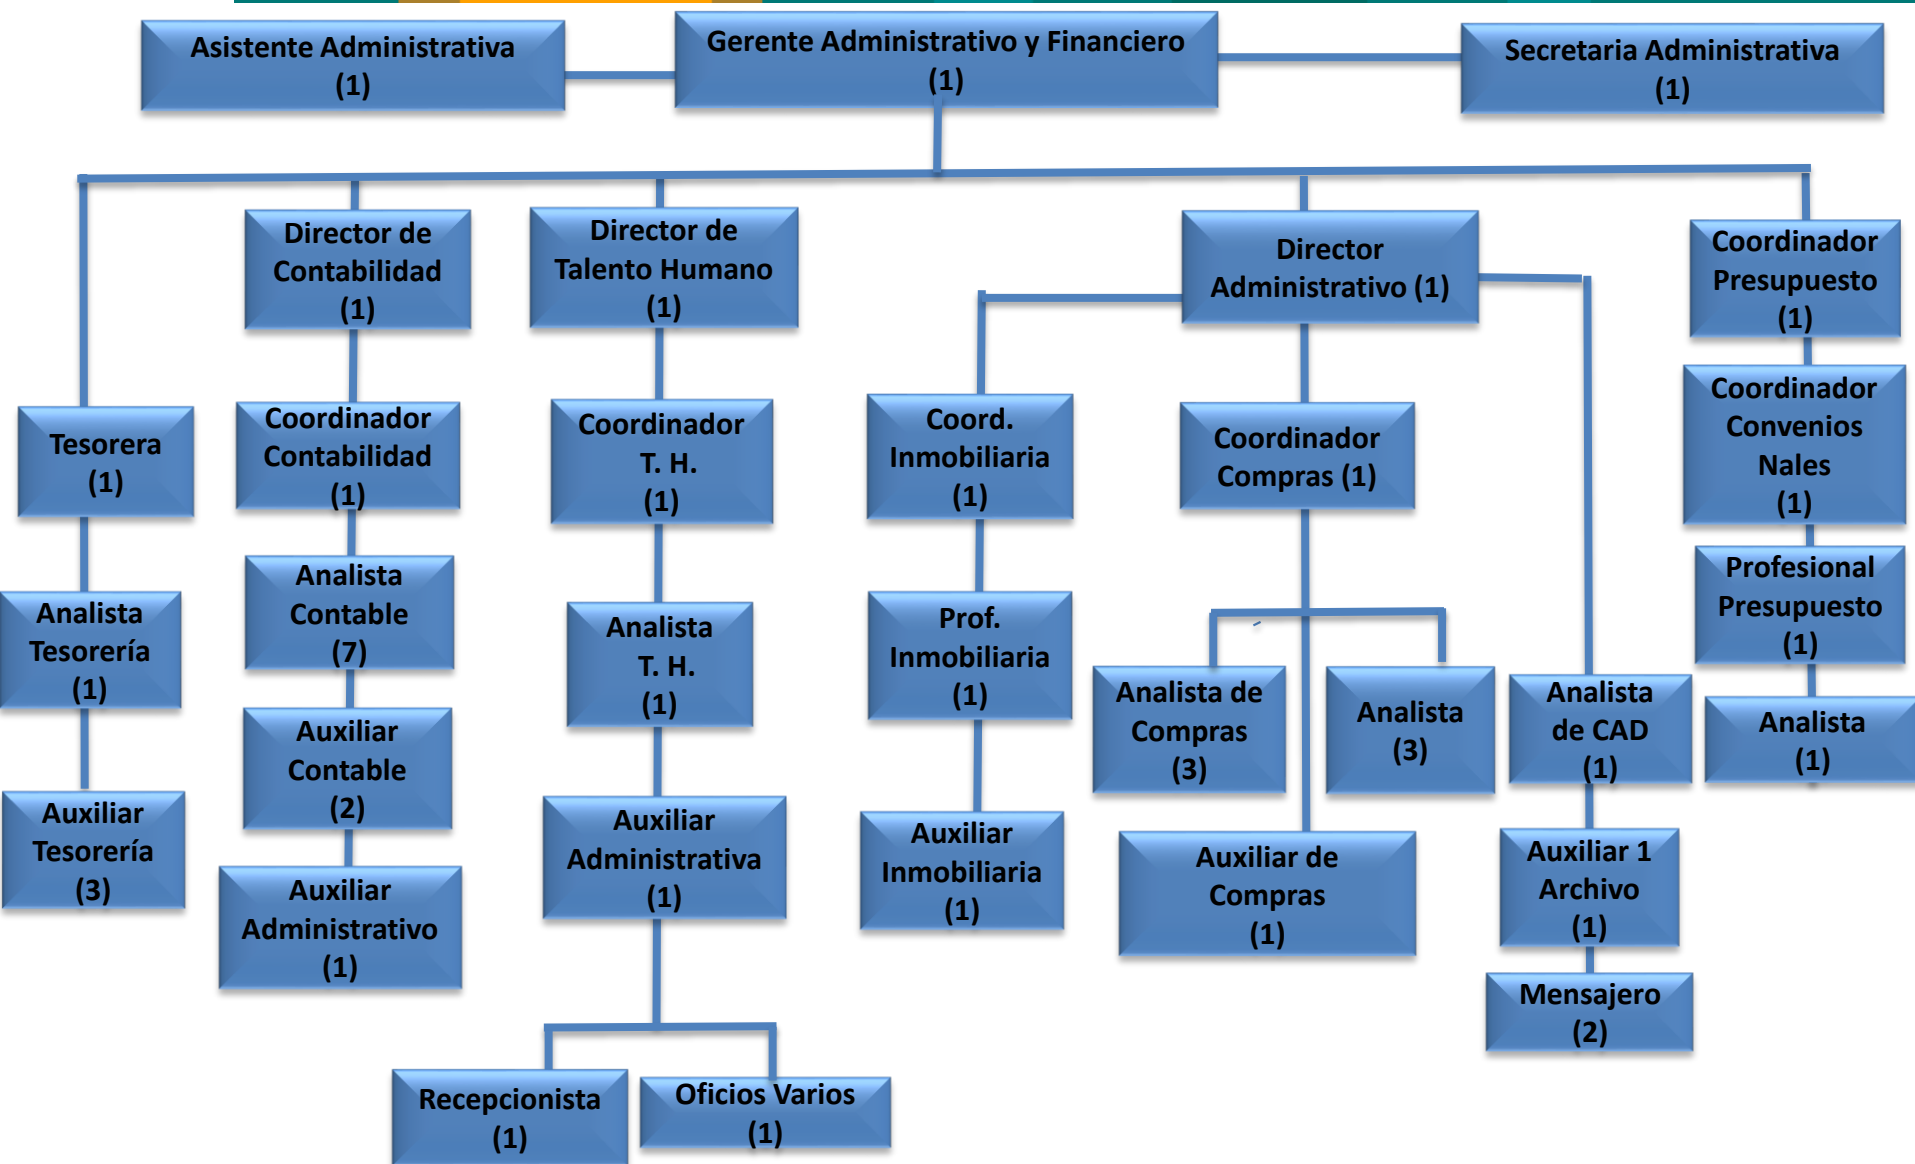 Asistente Administrativa
(1)
Gerente Administrativo y Financiero
(1)
Secretaria Administrativa
(1)
Director de
Contabilidad
(1)
Director de
Talento Humano
(1)
Director
Administrativo (1)
Coordinador
Presupuesto
(1)
Tesorera
(1)
Coordinador
Contabilidad
(1)
Coordinador
T. H.
(1)
Coord.
Inmobiliaria
(1)
Coordinador
Compras (1)
Coordinador
Convenios
Nales
(1)
Analista
Tesorería
(1)
Analista
Contable
(7)
Analista
T. H.
(1)
Prof.
Inmobiliaria
(1)
Analista de
Compras
(3)
Analista
(3)
Analista
de CAD
(1)
Profesional
Presupuesto
(1)
Analista
(1)
Auxiliar
Tesorería
(3)
Auxiliar
Contable
(2)
Auxiliar
Administrativo
(1)
Auxiliar
Administrativa
(1)
Auxiliar
Inmobiliaria
(1)
Auxiliar de
Compras
(1)
Auxiliar 1
Archivo
(1)
Mensajero
(2)
Recepcionista
(1)
Oficios Varios
(1)